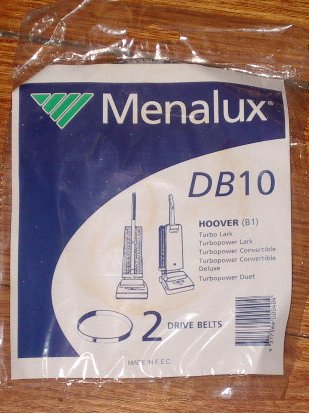 Menalux
DB10
HOOVER (B1)
Turbo Lark
Turbopower Lark
Turbopower Convertible
Turbopower Convertible
Deluxe
Turbopower Duet
2 DRIVE BELTS
MADE IN E.E.C.